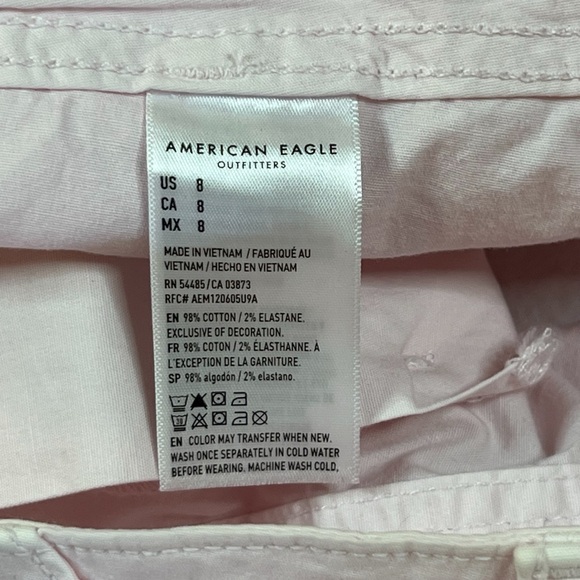 AMERICAN EAGLE
OUTFITTERS
US 8
CA 8
MX 8
MADE IN VIETNAM / FABRIQUÉ AU
VIETNAM / HECHO EN VIETNAM
RN 54485/CA 03873
RFC# AEM120605U9A
EN 98% COTTON / 2% ELASTANE.
EXCLUSIVE OF DECORATION.
FR 98% COTON / 2% ÉLASTHANNE. À
L'EXCEPTION DE LA GARNITURE.
SP 98% algodón / 2% elastano.
30
EN COLOR MAY TRANSFER WHEN NEW.
WASH ONCE SEPARATELY IN COLD WATER
BEFORE WEARING. MACHINE WASH COLD,